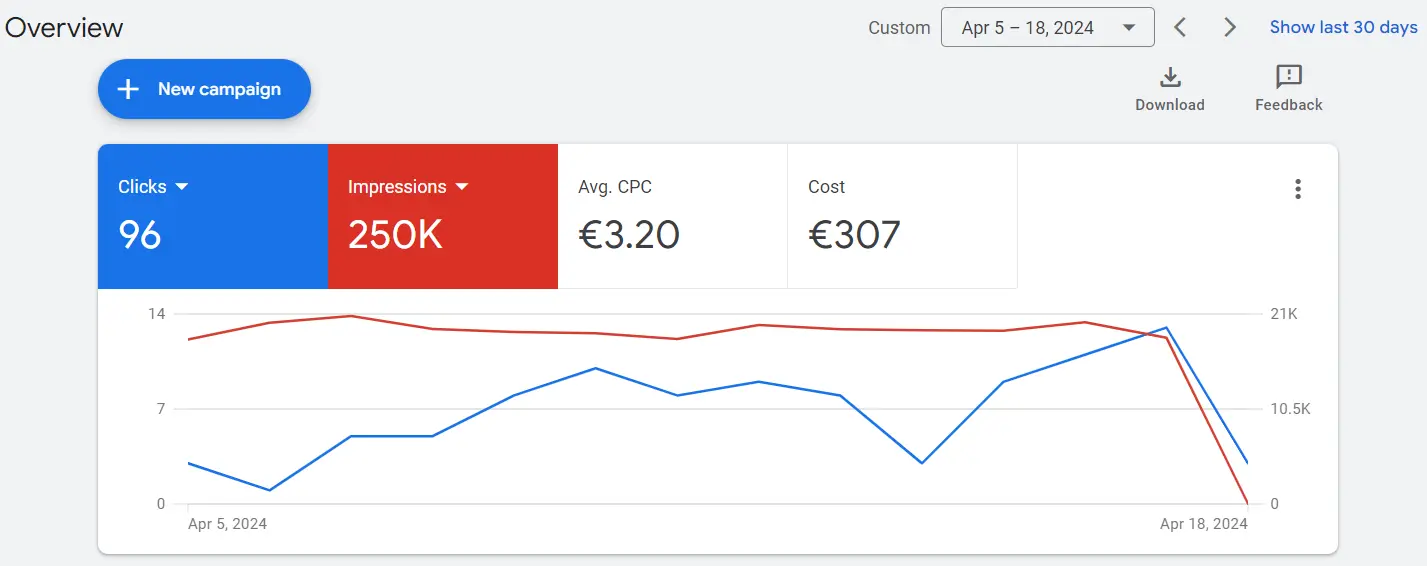 Overview
Custom
Apr 5 – 18, 2024
Show last 30 days
New campaign
Download
Feedback
Clicks
Impressions
Avg. CPC
Cost
96
250K
€3.20
€307
14
21K
7
10.5K
0
0
Apr 5, 2024
Apr 18, 2024